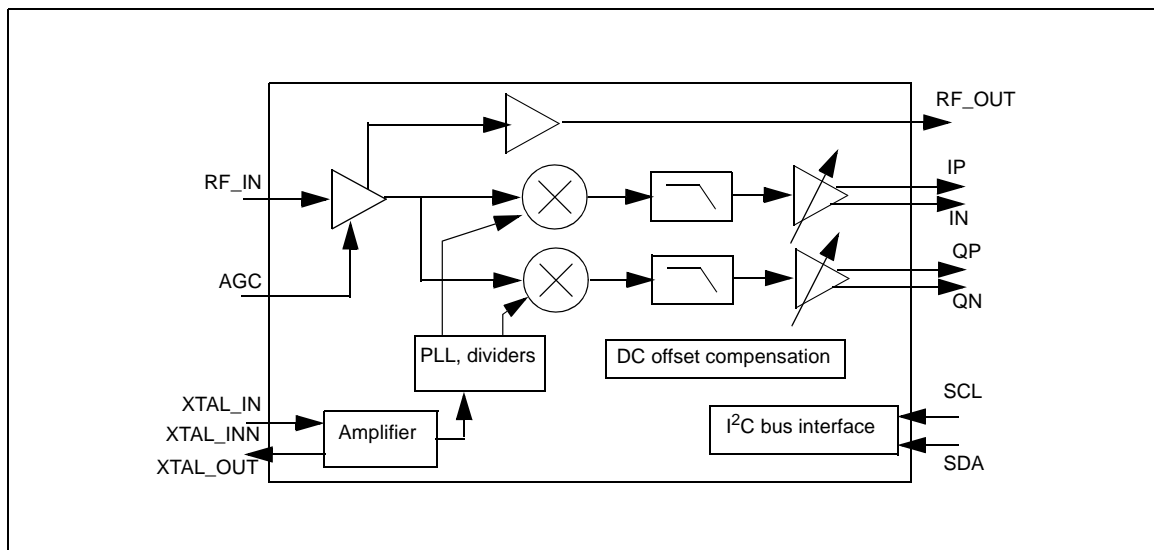 RF_OUT
RF_IN
IP
IN
AGC
QP
QN
PLL, dividers
DC offset compensation
XTAL_IN
XTAL_INN
XTAL_OUT
Amplifier
I²C bus interface
SCL
SDA